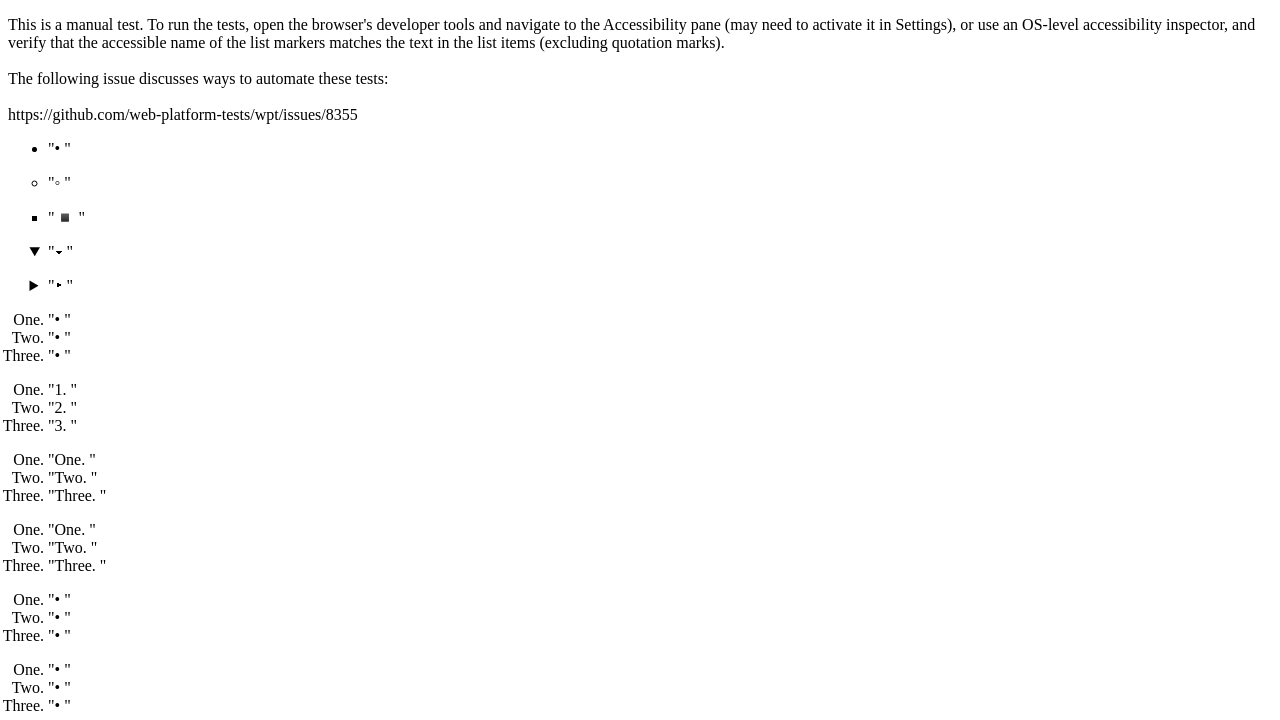 This is a manual test. To run the tests, open the browser's developer tools and navigate to the Accessibility pane (may need to activate it in Settings), or use an OS-level accessibility inspector, and
verify that the accessible name of the list markers matches the text in the list items (excluding quotation marks).
The following issue discusses ways to automate these tests:
https://github.com/web-platform-tests/wpt/issues/8355
• "• "
◦ "◦ "
▪ "▪ "
▼ "▾ "
▶ "▸ "
One. "• "
Two. "• "
Three. "• "
One. "1. "
Two. "2. "
Three. "3. "
One. "One. "
Two. "Two. "
Three. "Three. "
One. "One. "
Two. "Two. "
Three. "Three. "
One. "• "
Two. "• "
Three. "• "
One. "• "
Two. "• "
Three. "• "